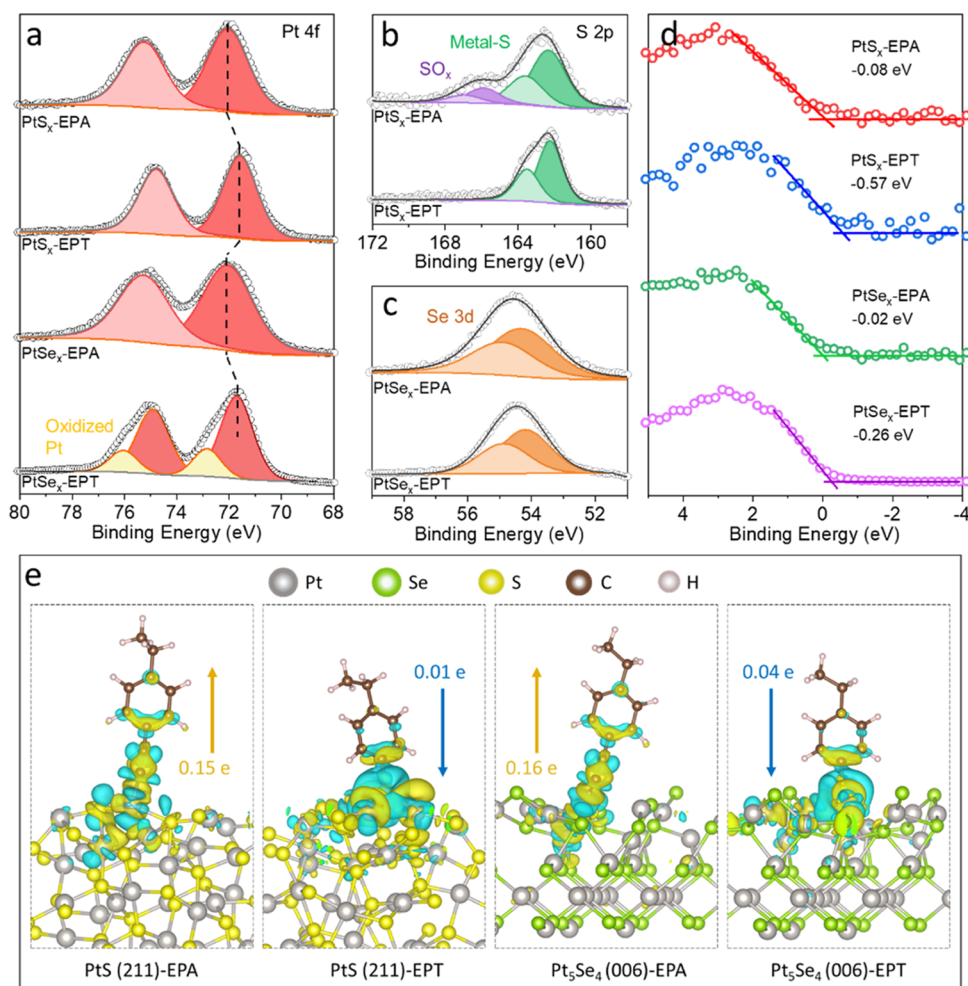 a
Pt 4f
PtSₓ-EPA
PtSₓ-EPT
PtSeₓ-EPA
Oxidized
Pt
PtSeₓ-EPT
80 78 76 74 72 70 68
Binding Energy (eV)
b
S 2p
Metal-S
SOₓ
PtSₓ-EPA
PtSₓ-EPT
172 168 164 160
Binding Energy (eV)
c
Se 3d
PtSeₓ-EPA
PtSeₓ-EPT
58 56 54 52
Binding Energy (eV)
d
PtSₓ-EPA
-0.08 eV
PtSₓ-EPT
-0.57 eV
PtSeₓ-EPA
-0.02 eV
PtSeₓ-EPT
-0.26 eV
4 2 0 -2 -4
Binding Energy (eV)
e
Pt Se S C H
0.15 e
0.01 e
0.16 e
0.04 e
PtS (211)-EPA
PtS (211)-EPT
Pt₅Se₄ (006)-EPA
Pt₅Se₄ (006)-EPT